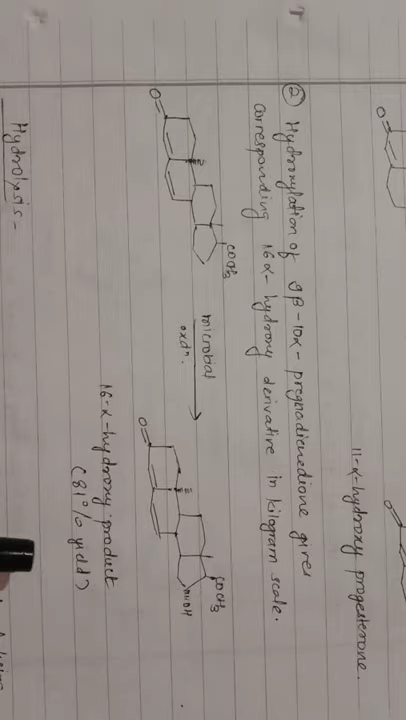 11-α-hydroxy progesterone.
② Hydroxylation of 9β-10α-pregnadienedione gives
corresponding 16α-hydroxy derivative in kilogram scale.
O
COCH3
microbial
oxdⁿ.
O
COCH3
OH
16-α-hydroxy product
(81% yield)
Hydrolysis-